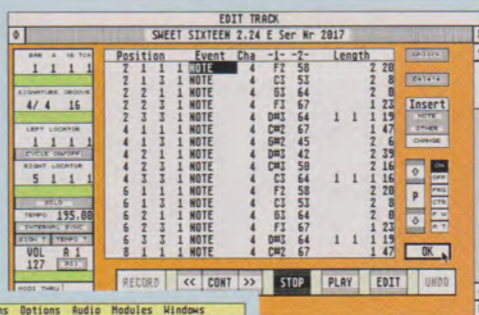 EDIT TRACK
SWEET SIXTEEN 2.24 E Ser Nr 2017
BAR 4 16 TCK
1 1 1 1
SIGNATURE GROOVE
4/ 4 16
LEFT LOCATOR
1 1 1 1
CYCLE ON/OFF
RIGHT LOCATOR
5 1 1 1
SOLO
TEMPO 195.00
INTERNAL SYNC
SIGN T TEMPO T
VOL A 1
127
MIDI THRU
Position Event Cha -1- -2- Length
2 1 1 1 NOTE 4 F2 58 2 20
2 1 3 1 NOTE 4 C3 53 2 8
2 2 1 1 NOTE 4 G3 64 2 0
2 2 3 1 NOTE 4 F3 67 1 23
2 3 3 1 NOTE 4 D#3 64 1 1 1 19
4 1 1 1 NOTE 4 C#2 67 1 47
4 1 3 1 NOTE 4 G#2 45 2 6
4 2 1 1 NOTE 4 D#3 42 2 39
4 2 3 1 NOTE 4 C#3 50 2 16
4 3 3 1 NOTE 4 C3 64 1 1 1 16
6 1 1 1 NOTE 4 F2 58 2 20
6 1 3 1 NOTE 4 C3 53 2 8
6 2 1 1 NOTE 4 G3 64 2 0
6 2 3 1 NOTE 4 F3 67 1 23
6 3 3 1 NOTE 4 D#3 64 1 1 1 19
8 1 1 1 NOTE 4 C#2 67 1 47
Unlock
Delete
Insert
NOTE
OTHER
CHANGE
ON
OFF
PRG
P CTR
P W
A T
OK
RECORD << CONT >> STOP PLAY EDIT UNDO
ns Options Audio Modules Windows